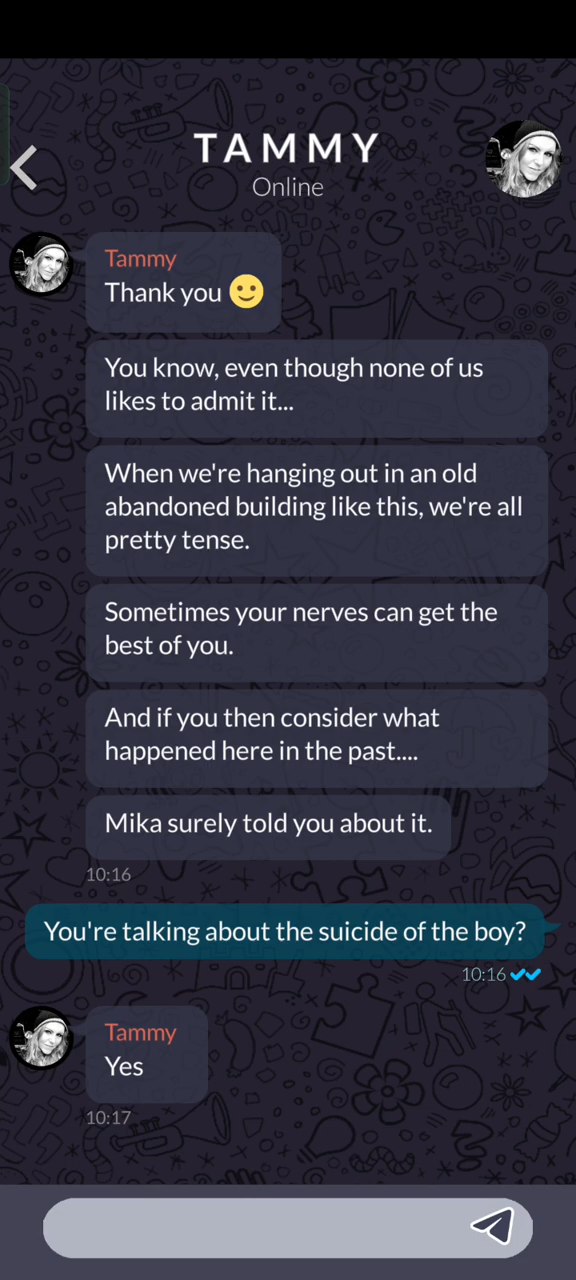 TAMMY
Online
Tammy
Thank you 🙂
You know, even though none of us
likes to admit it...
When we're hanging out in an old
abandoned building like this, we're all
pretty tense.
Sometimes your nerves can get the
best of you.
And if you then consider what
happened here in the past....
Mika surely told you about it.
10:16
You're talking about the suicide of the boy?
10:16
Tammy
Yes
10:17